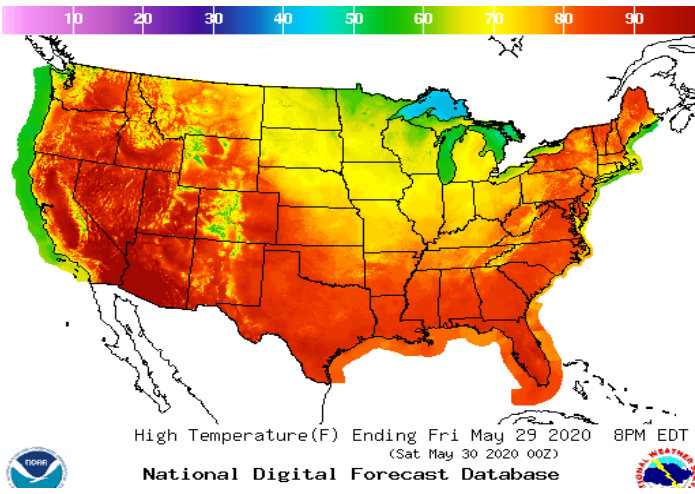 10 20 30 40 50 60 70 80 90
High Temperature(F) Ending Fri May 29 2020 8PM EDT
(Sat May 30 2020 00Z)
National Digital Forecast Database
NOAA
WEATHER